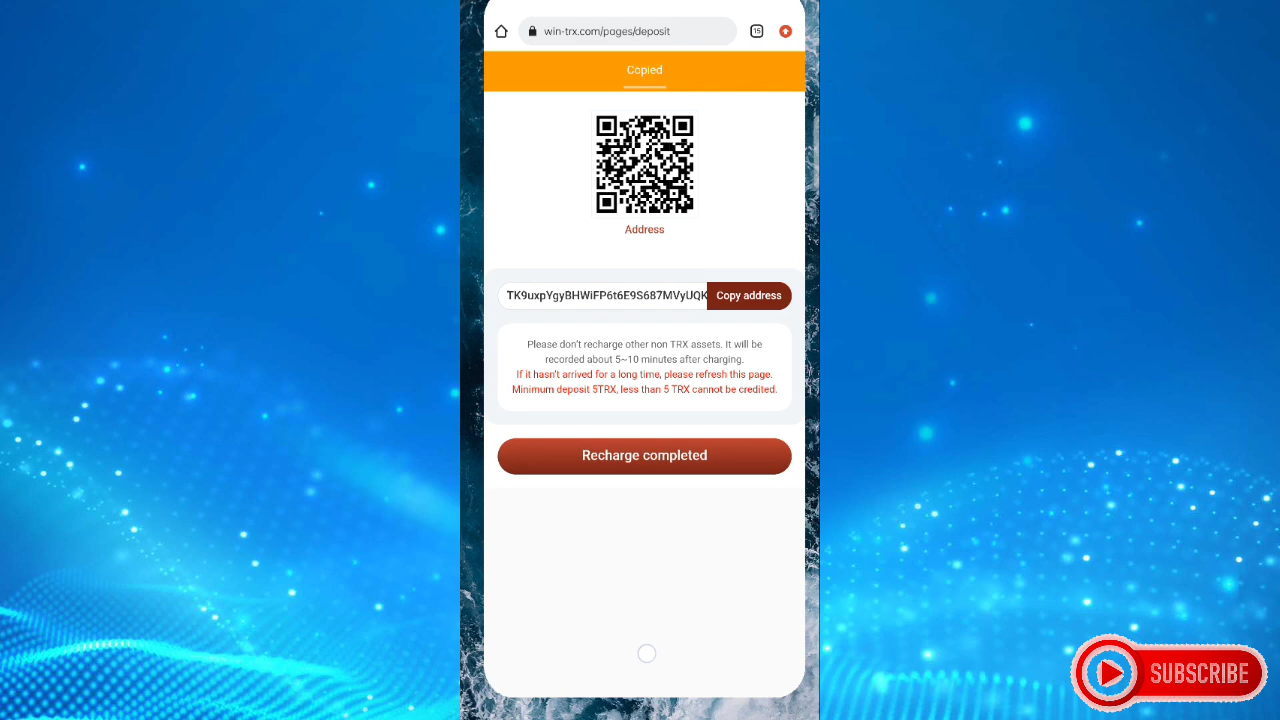 win-trx.com/pages/deposit
15
Copied
Address
TK9uxpYgyBHWiFP6t6E9S687MVyUQK
Copy address
Please don't recharge other non TRX assets. It will be
recorded about 5~10 minutes after charging.
If it hasn't arrived for a long time, please refresh this page.
Minimum deposit 5TRX, less than 5 TRX cannot be credited.
Recharge completed
SUBSCRIBE